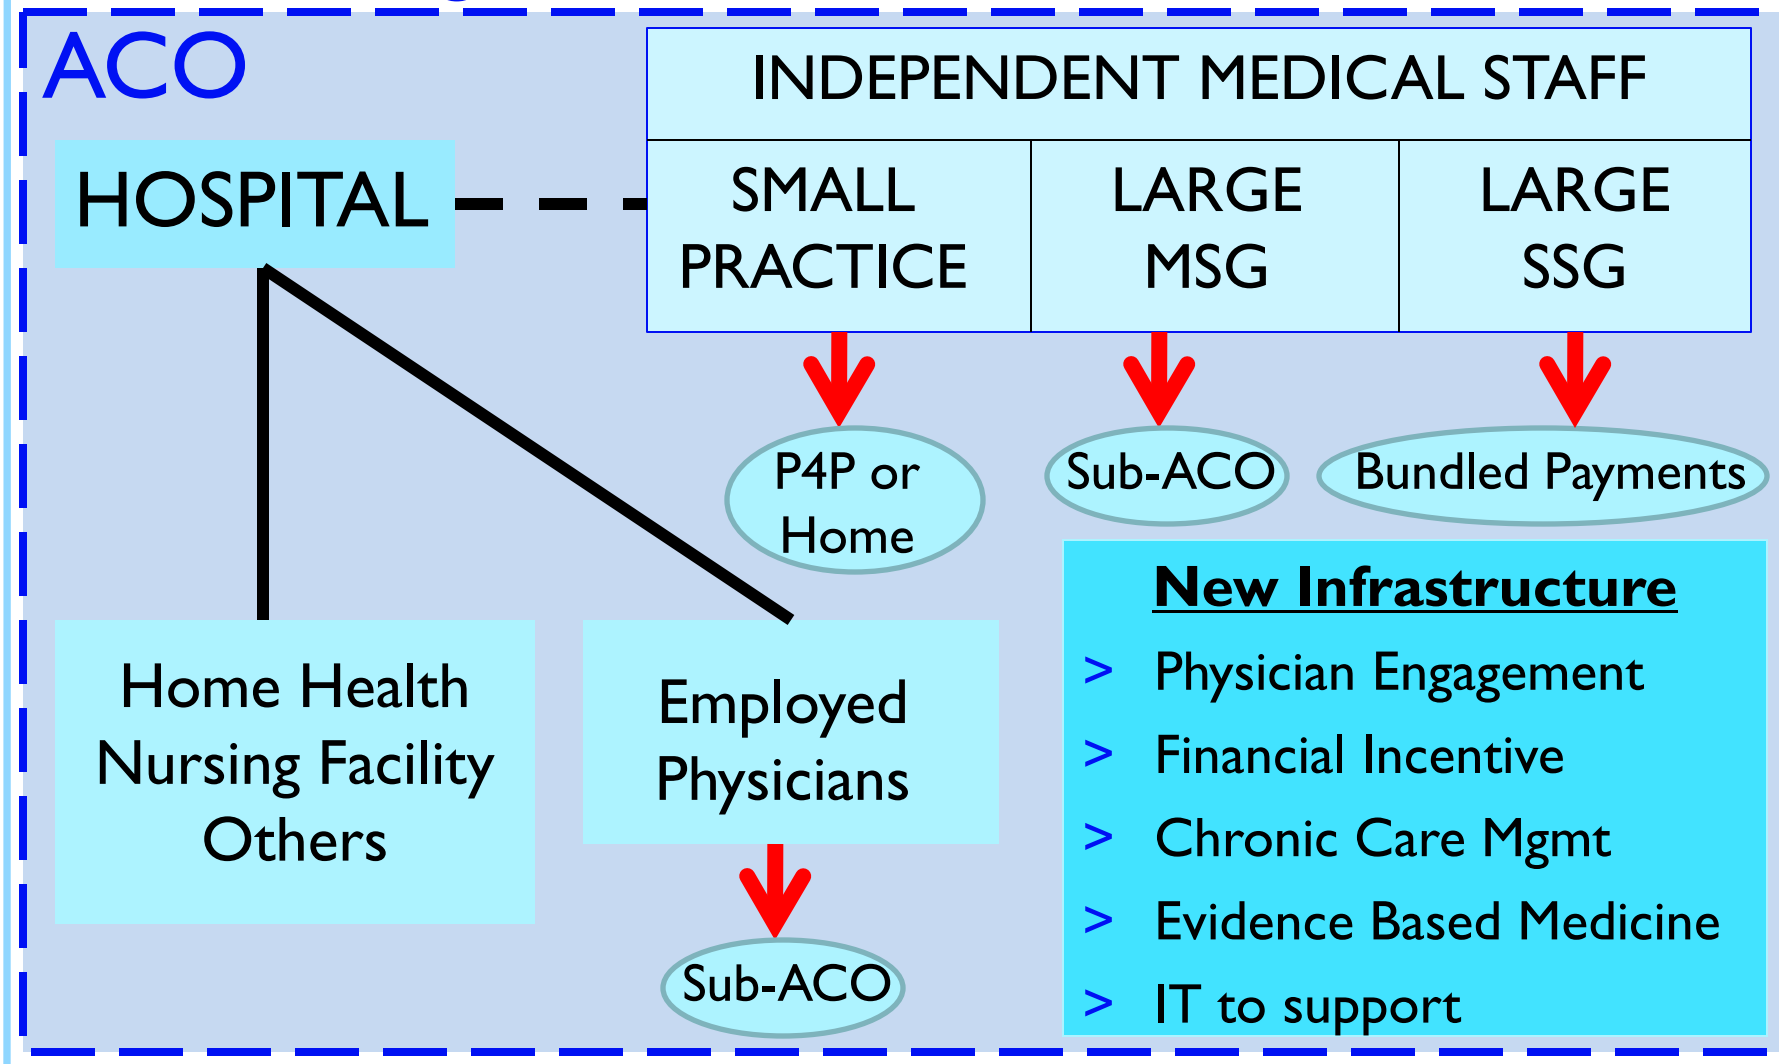 ACO
INDEPENDENT MEDICAL STAFF
HOSPITAL
SMALL
PRACTICE
LARGE
MSG
LARGE
SSG
P4P or
Home
Sub-ACO
Bundled Payments
Home Health
Nursing Facility
Others
Employed
Physicians
Sub-ACO
New Infrastructure
> Physician Engagement
> Financial Incentive
> Chronic Care Mgmt
> Evidence Based Medicine
> IT to support